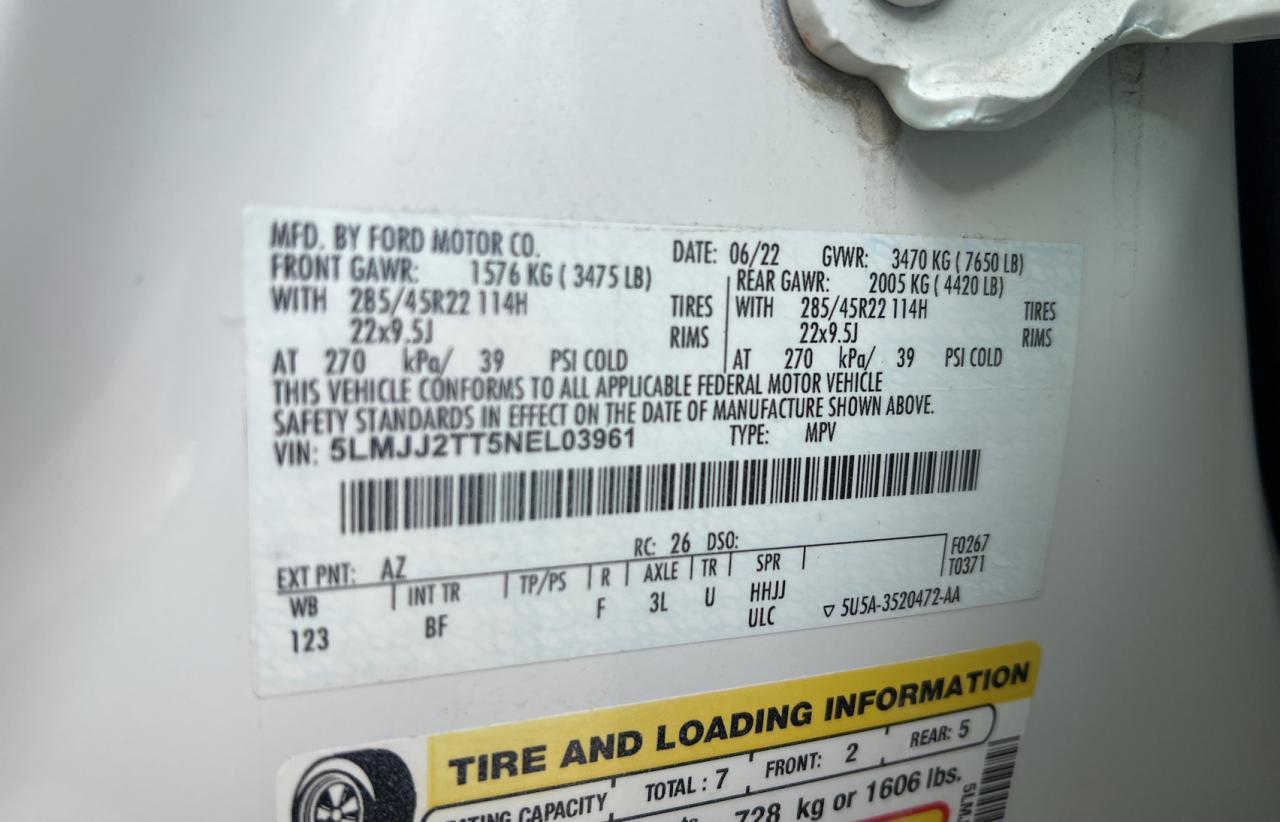 MFD. BY FORD MOTOR CO. DATE: 06/22 GVWR: 3470 KG ( 7650 LB)
FRONT GAWR: 1576 KG ( 3475 LB) REAR GAWR: 2005 KG ( 4420 LB)
WITH 285/45R22 114H TIRES WITH 285/45R22 114H TIRES
22x9.5J RIMS 22x9.5J RIMS
AT 270 kPa/ 39 PSI COLD AT 270 kPa/ 39 PSI COLD
THIS VEHICLE CONFORMS TO ALL APPLICABLE FEDERAL MOTOR VEHICLE
SAFETY STANDARDS IN EFFECT ON THE DATE OF MANUFACTURE SHOWN ABOVE.
VIN: 5LMJJ2TT5NEL03961 TYPE: MPV
EXT PNT: AZ RC: 26 DSO: F0267
WB INT TR TP/PS R AXLE TR SPR T0371
123 BF F 3L U HHJJ
ULC ▽ 5U5A-3520472-AA
TIRE AND LOADING INFORMATION
TOTAL : 7 FRONT: 2 REAR: 5
CAPACITY
728 kg or 1606 lbs.
5LMJ